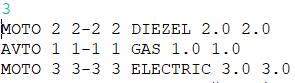 3
MOTO 2 2-2 2 DIEZEL 2.0 2.0
AVTO 1 1-1 1 GAS 1.0 1.0
MOTO 3 3-3 3 ELECTRIC 3.0 3.0